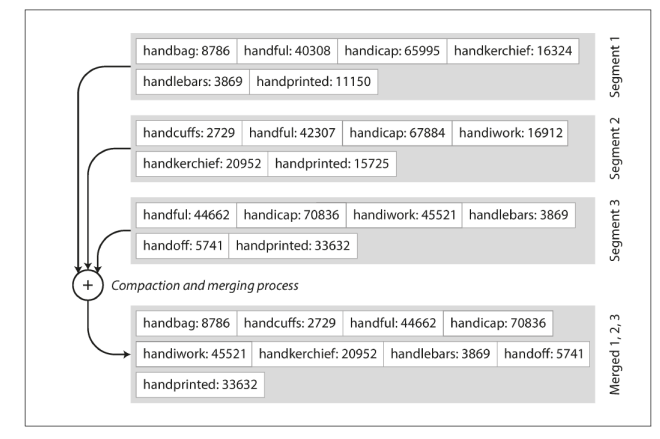 handbag: 8786 handful: 40308 handicap: 65995 handkerchief: 16324
handlebars: 3869 handprinted: 11150
Segment 1
handcuffs: 2729 handful: 42307 handicap: 67884 handiwork: 16912
handkerchief: 20952 handprinted: 15725
Segment 2
handful: 44662 handicap: 70836 handiwork: 45521 handlebars: 3869
handoff: 5741 handprinted: 33632
Segment 3
+ Compaction and merging process
handbag: 8786 handcuffs: 2729 handful: 44662 handicap: 70836
handiwork: 45521 handkerchief: 20952 handlebars: 3869 handoff: 5741
handprinted: 33632
Merged 1, 2, 3